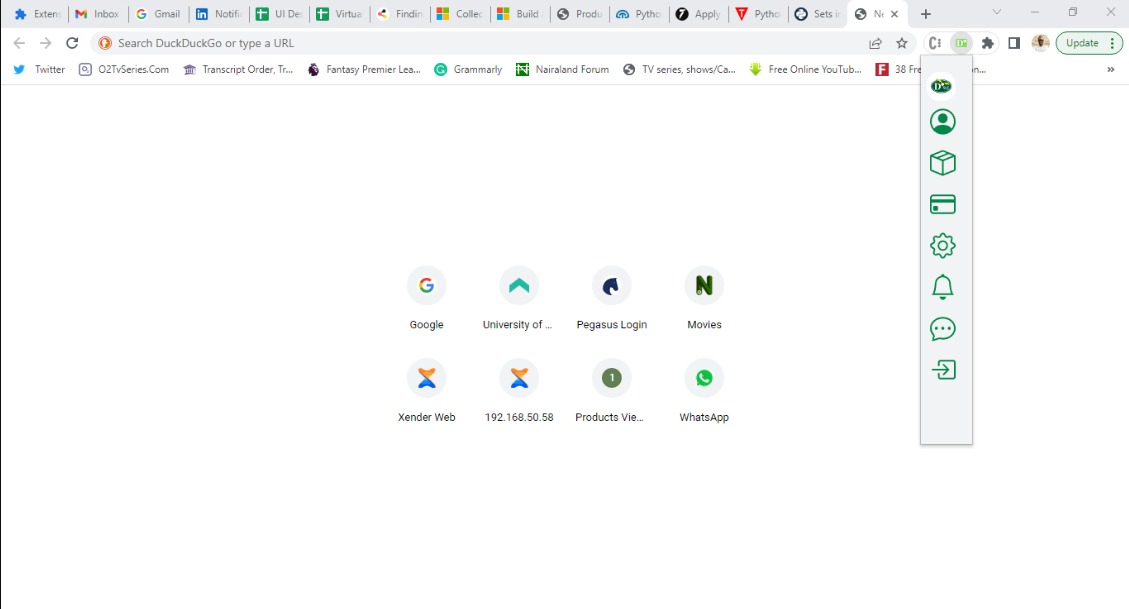 Extens
Inbox
Gmail
Notific
UI Des
Virtua
Findin
Collec
Build
Produ
Pytho
Apply
Pytho
Sets in
Ne
Search DuckDuckGo or type a URL
Update
Twitter
O2TvSeries.Com
Transcript Order, Tr...
Fantasy Premier Lea...
Grammarly
Nairaland Forum
TV series, shows/Ca...
Free Online YouTub...
38 Fre
on...
Google
University of ...
Pegasus Login
Movies
Xender Web
192.168.50.58
Products Vie...
WhatsApp